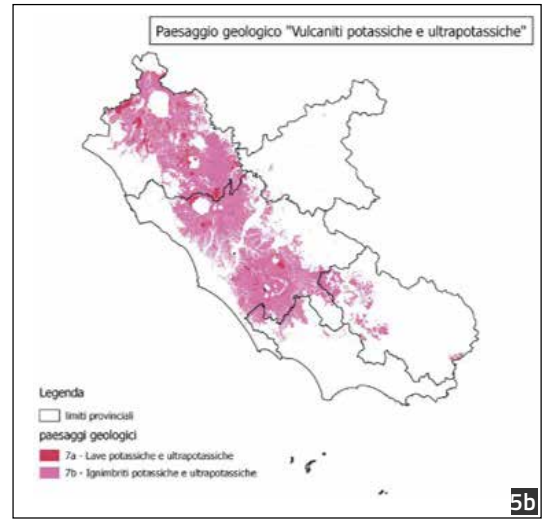 Paesaggio geologico "Vulcaniti potassiche e ultrapotassiche"
Legenda
limiti provinciali
paesaggi geologici
7a - Lave potassiche e ultrapotassiche
7b - Ignimbriti potassiche e ultrapotassiche
5b